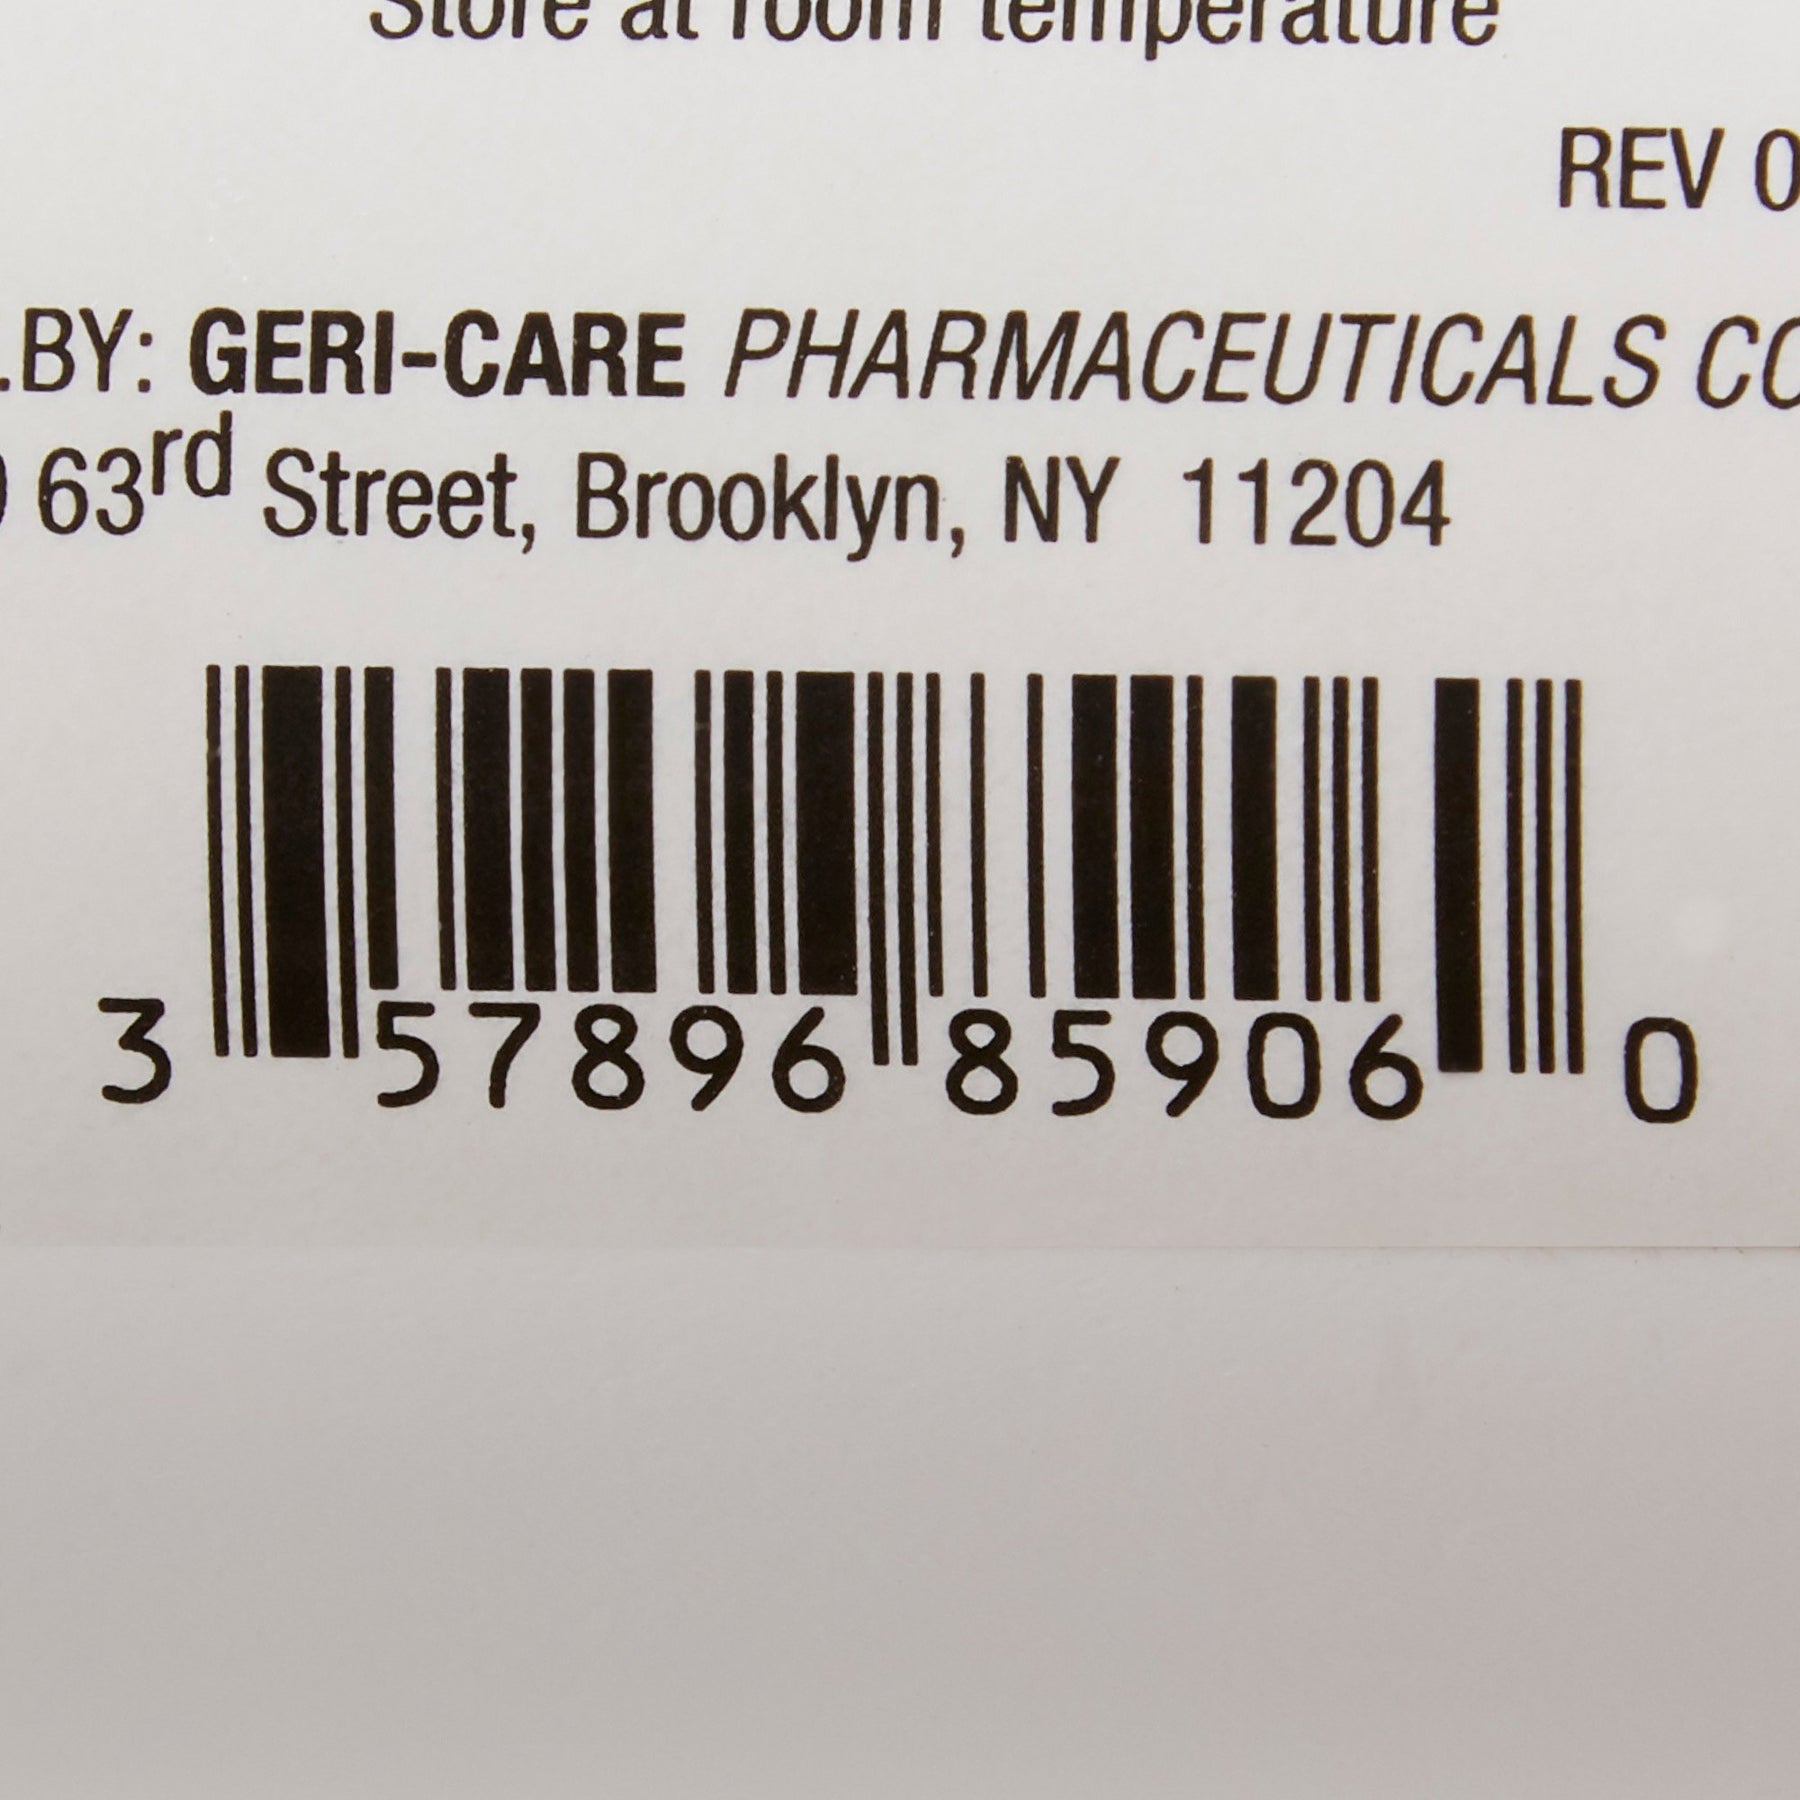 Store at room temperature
REV 0
.BY: GERI-CARE PHARMACEUTICALS CO
63rd Street, Brooklyn, NY 11204
3 57896 85906 0